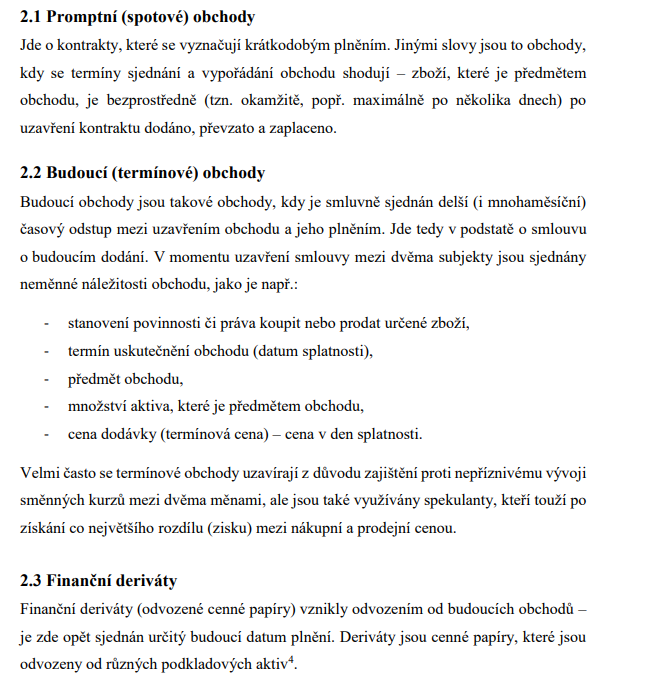 2.1 Promptní (spotové) obchody
Jde o kontrakty, které se vyznačují krátkodobým plněním. Jinými slovy jsou to obchody,
kdy se termíny sjednání a vypořádání obchodu shodují – zboží, které je předmětem
obchodu, je bezprostředně (tzn. okamžitě, popř. maximálně po několika dnech) po
uzavření kontraktu dodáno, převzato a zaplaceno.
2.2 Budoucí (termínové) obchody
Budoucí obchody jsou takové obchody, kdy je smluvně sjednán delší (i mnohaměsíční)
časový odstup mezi uzavřením obchodu a jeho plněním. Jde tedy v podstatě o smlouvu
o budoucím dodání. V momentu uzavření smlouvy mezi dvěma subjekty jsou sjednány
neměnné náležitosti obchodu, jako je např.:
- stanovení povinnosti či práva koupit nebo prodat určené zboží,
- termín uskutečnění obchodu (datum splatnosti),
- předmět obchodu,
- množství aktiva, které je předmětem obchodu,
- cena dodávky (termínová cena) – cena v den splatnosti.
Velmi často se termínové obchody uzavírají z důvodu zajištění proti nepříznivému vývoji
směnných kurzů mezi dvěma měnami, ale jsou také využívány spekulanty, kteří touží po
získání co největšího rozdílu (zisku) mezi nákupní a prodejní cenou.
2.3 Finanční deriváty
Finanční deriváty (odvozené cenné papíry) vznikly odvozením od budoucích obchodů –
je zde opět sjednán určitý budoucí datum plnění. Deriváty jsou cenné papíry, které jsou
odvozeny od různých podkladových aktiv⁴.